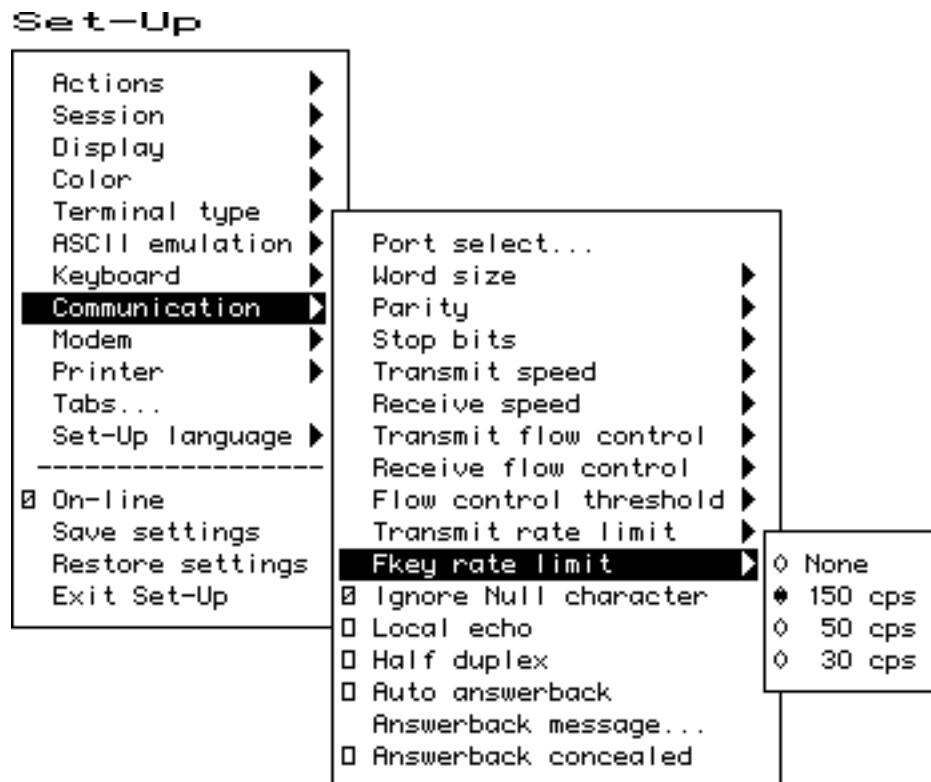 Set-Up
Actions
Session
Display
Color
Terminal type
ASCII emulation
Keyboard
Communication
Modem
Printer
Tabs...
Set-Up language
------------------
On-line
Save settings
Restore settings
Exit Set-Up
Port select...
Word size
Parity
Stop bits
Transmit speed
Receive speed
Transmit flow control
Receive flow control
Flow control threshold
Transmit rate limit
Fkey rate limit
Ignore Null character
Local echo
Half duplex
Auto answerback
Answerback message...
Answerback concealed
None
150 cps
50 cps
30 cps